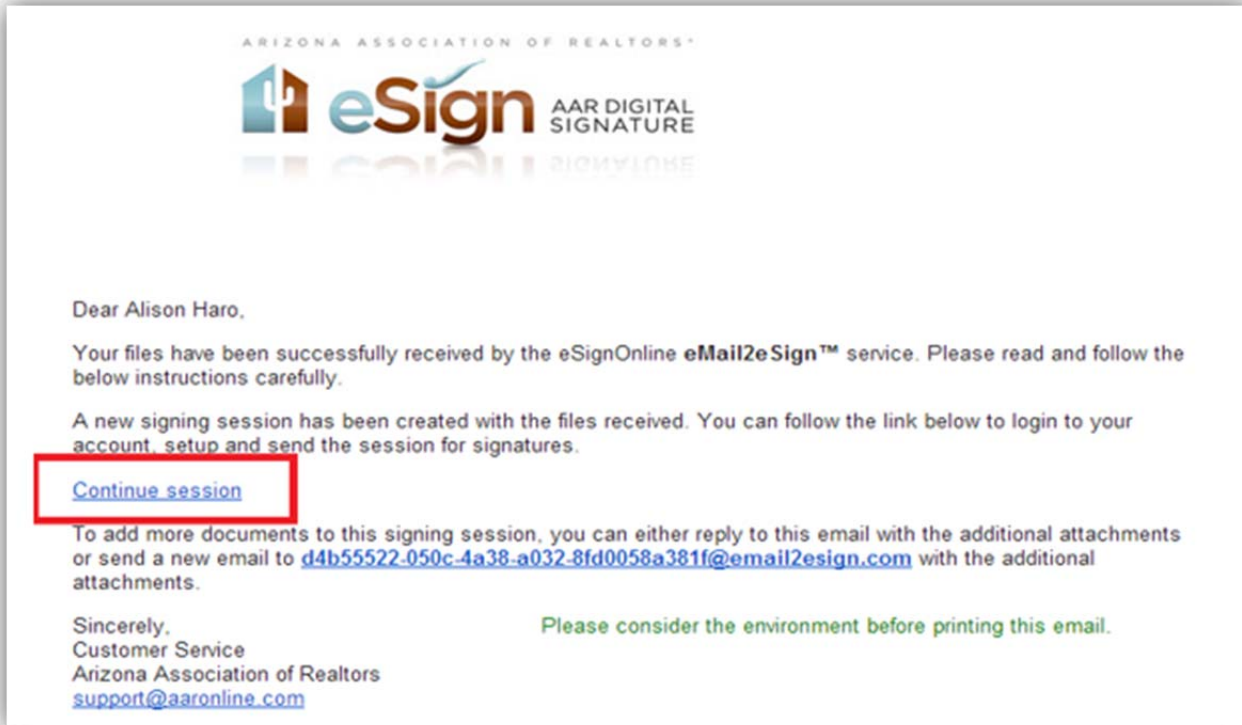 ARIZONA ASSOCIATION OF REALTORS®
eSign AAR DIGITAL
SIGNATURE
Dear Alison Haro,
Your files have been successfully received by the eSignOnline eMail2eSign™ service. Please read and follow the
below instructions carefully.
A new signing session has been created with the files received. You can follow the link below to login to your
account, setup and send the session for signatures.
Continue session
To add more documents to this signing session, you can either reply to this email with the additional attachments
or send a new email to d4b55522-050c-4a38-a032-8fd0058a381f@email2esign.com with the additional
attachments.
Sincerely,
Customer Service
Arizona Association of Realtors
support@aaronline.com
Please consider the environment before printing this email.